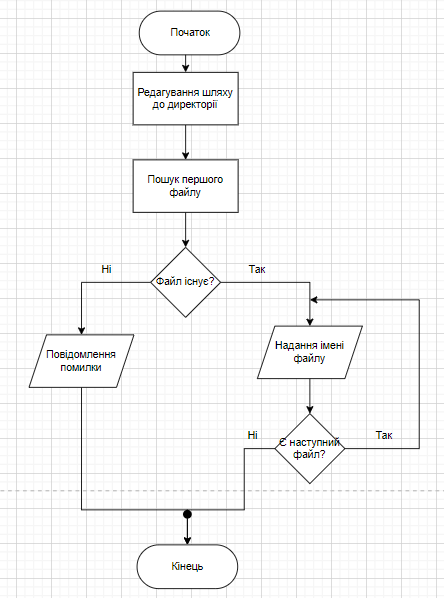 Початок
Редагування шляху
до директорії
Пошук першого
файлу
Файл існує?
Ні
Так
Повідомлення
помилки
Надання імені
файлу
Є наступний
файл?
Ні
Так
Кінець